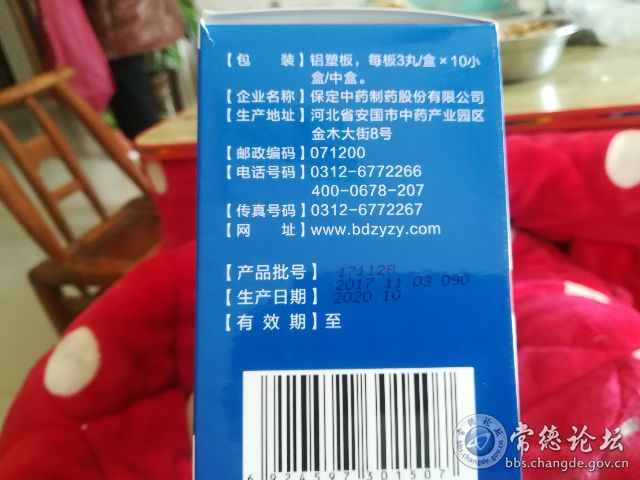 【包　　装】铝塑板，每板3丸/盒×10小
盒/中盒。
【企业名称】保定中药制药股份有限公司
【生产地址】河北省安国市中药产业园区
金木大街8号
【邮政编码】071200
【电话号码】0312-6772266
400-0678-207
【传真号码】0312-6772267
【网　　址】www.bdzyzy.com
【产品批号】171128
2017.11.03 090
【生产日期】2020.10
【有 效 期】至
6924597301507
常德论坛
bbs.changde.gov.cn